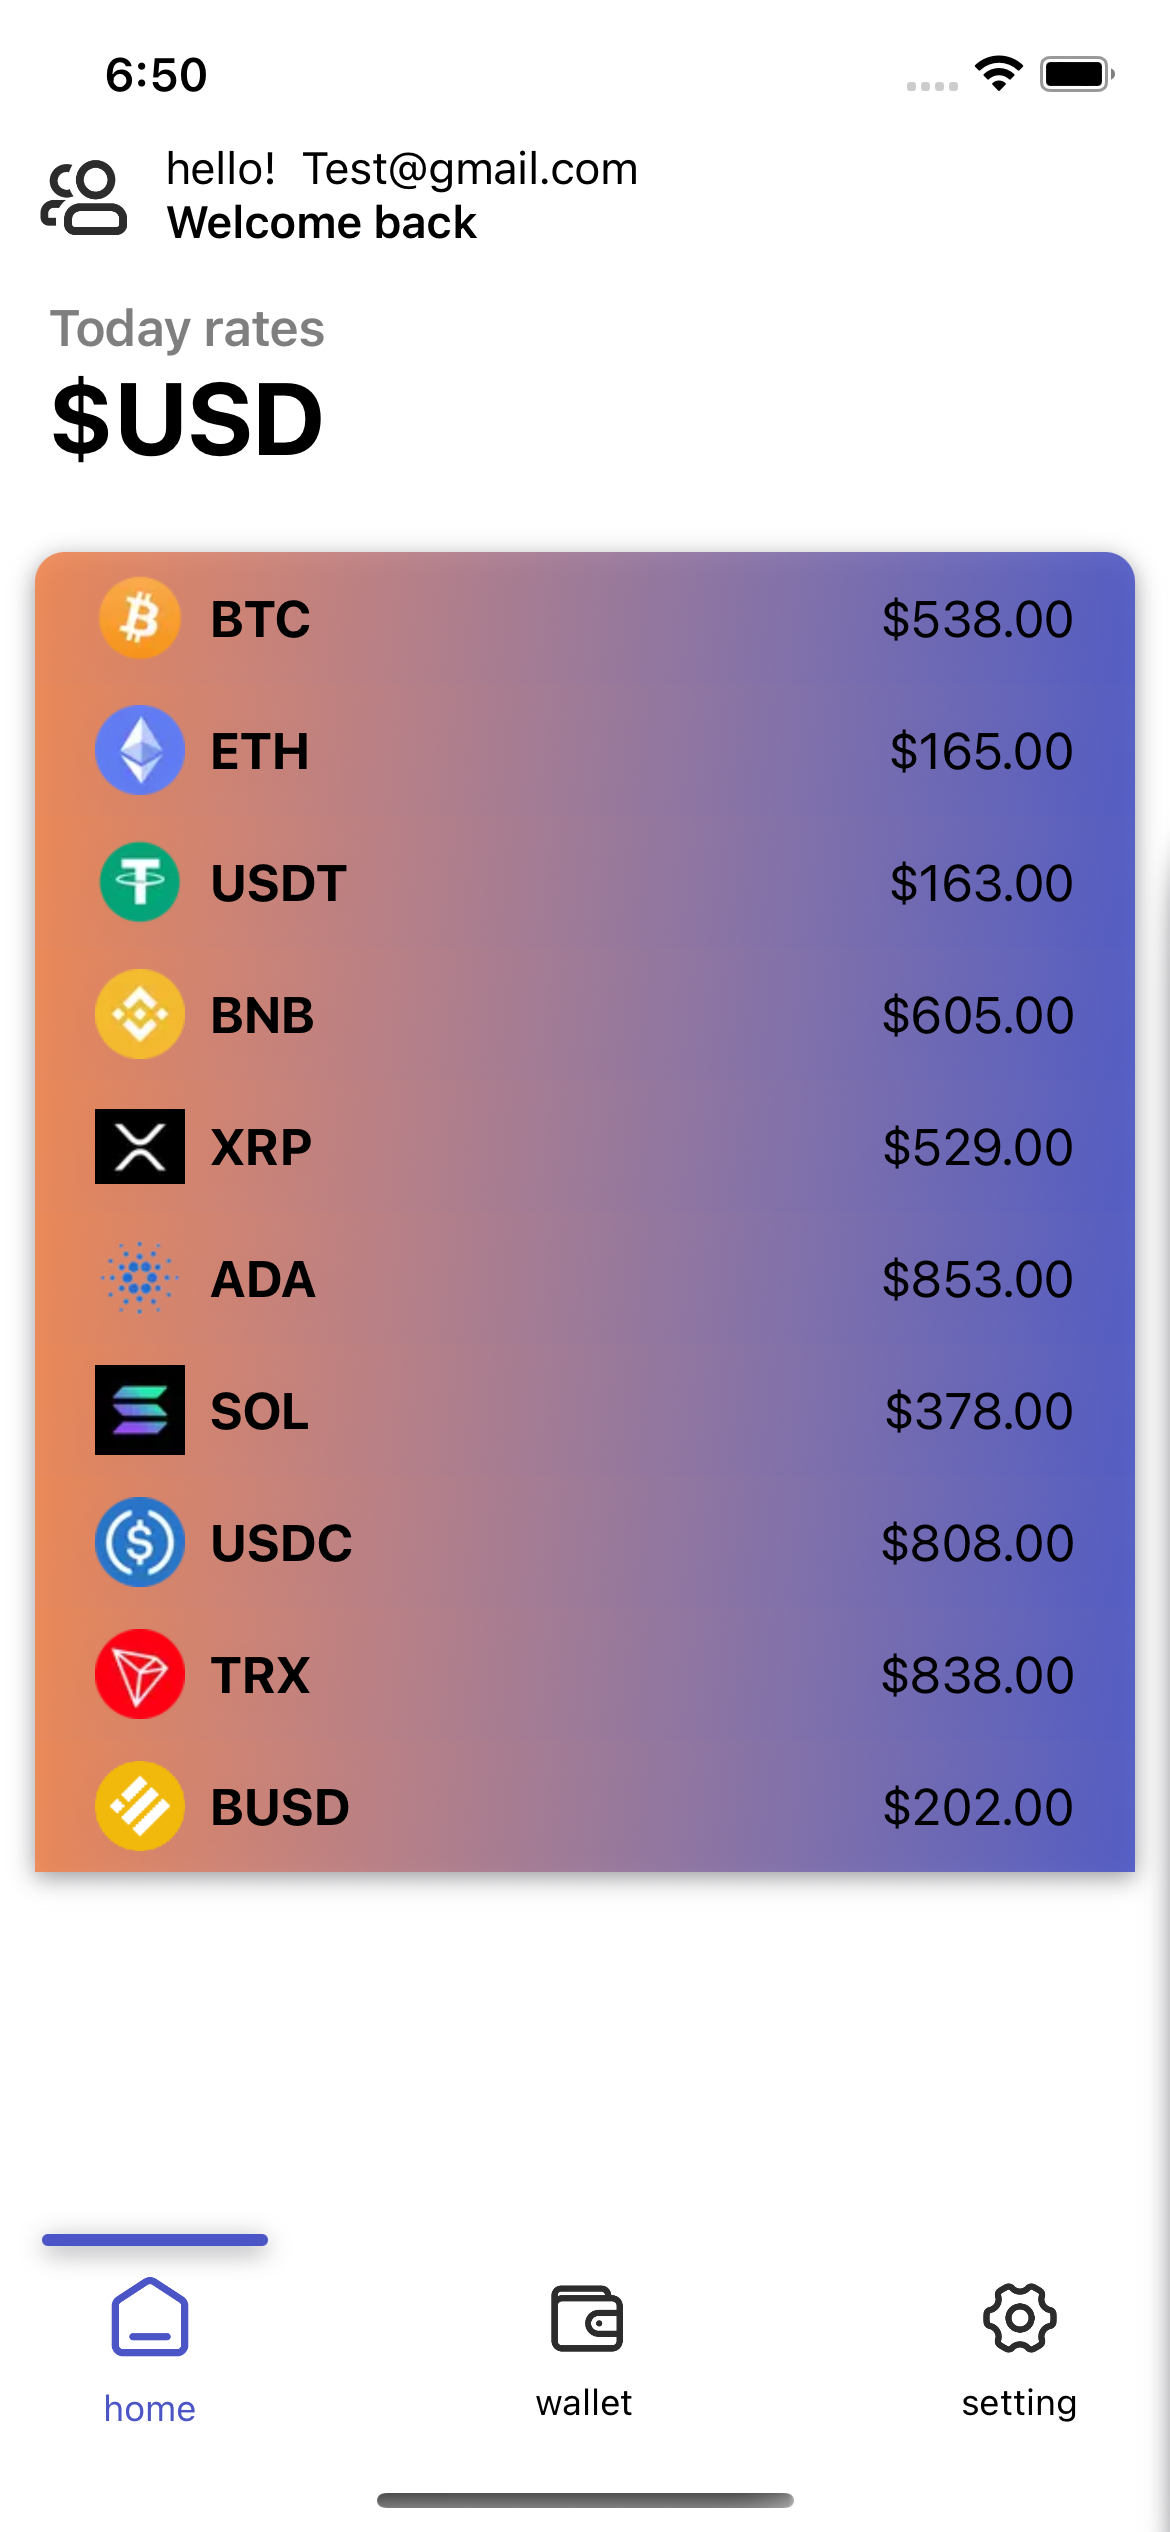 6:50
hello! Test@gmail.com
Welcome back
Today rates
$USD
BTC $538.00
ETH $165.00
USDT $163.00
BNB $605.00
XRP $529.00
ADA $853.00
SOL $378.00
USDC $808.00
TRX $838.00
BUSD $202.00
home wallet setting